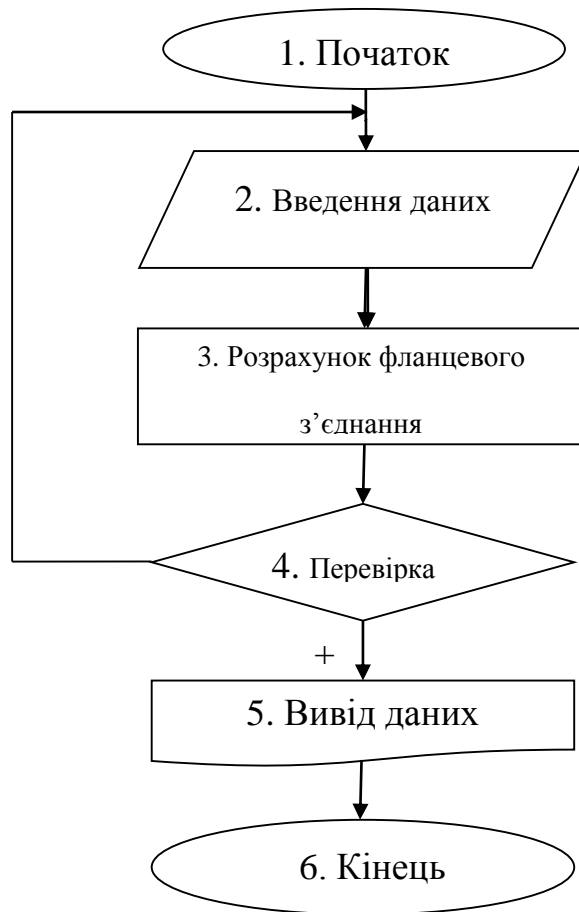 1. Початок
2. Введення даних
3. Розрахунок фланцевого
з’єднання
4. Перевірка
+
5. Вивід даних
6. Кінець